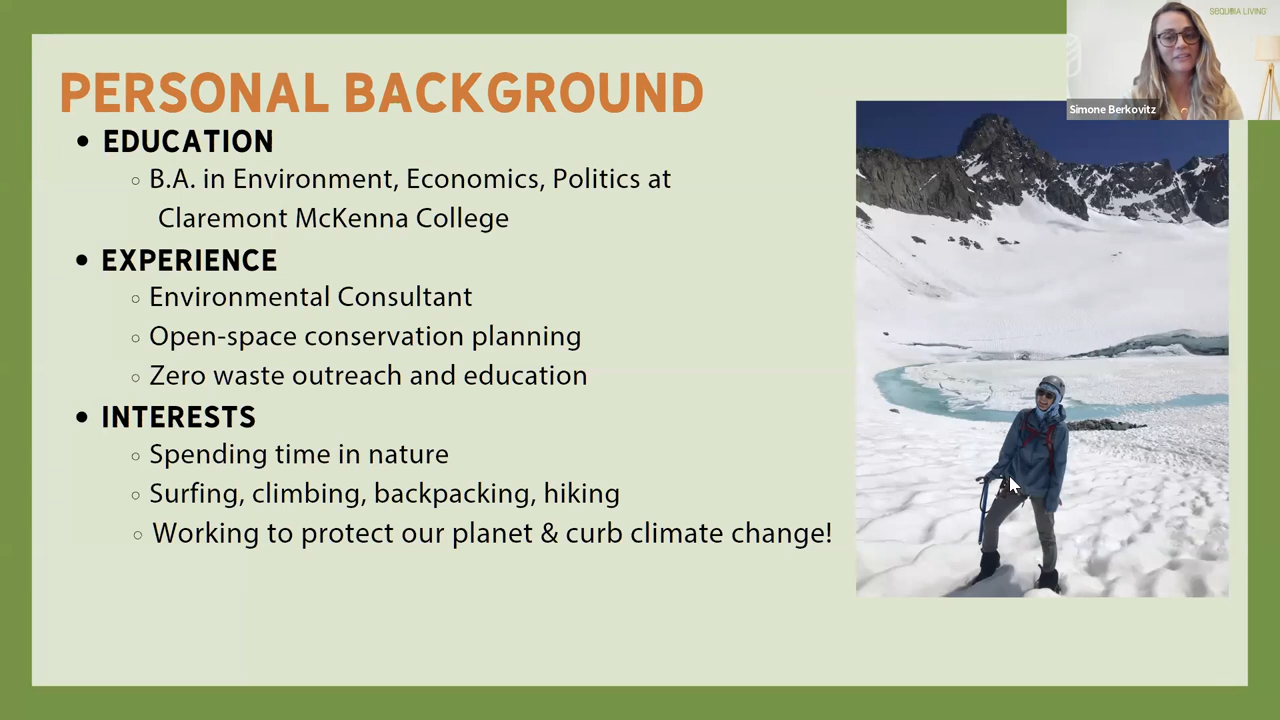 SEQUOIA LIVING
Simone Berkovitz
PERSONAL BACKGROUND
• EDUCATION
◦ B.A. in Environment, Economics, Politics at
Claremont McKenna College
• EXPERIENCE
◦ Environmental Consultant
◦ Open-space conservation planning
◦ Zero waste outreach and education
• INTERESTS
◦ Spending time in nature
◦ Surfing, climbing, backpacking, hiking
◦ Working to protect our planet & curb climate change!